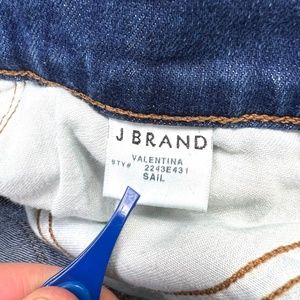 J BRAND
VALENTINA
STY# 2243E431
SAIL